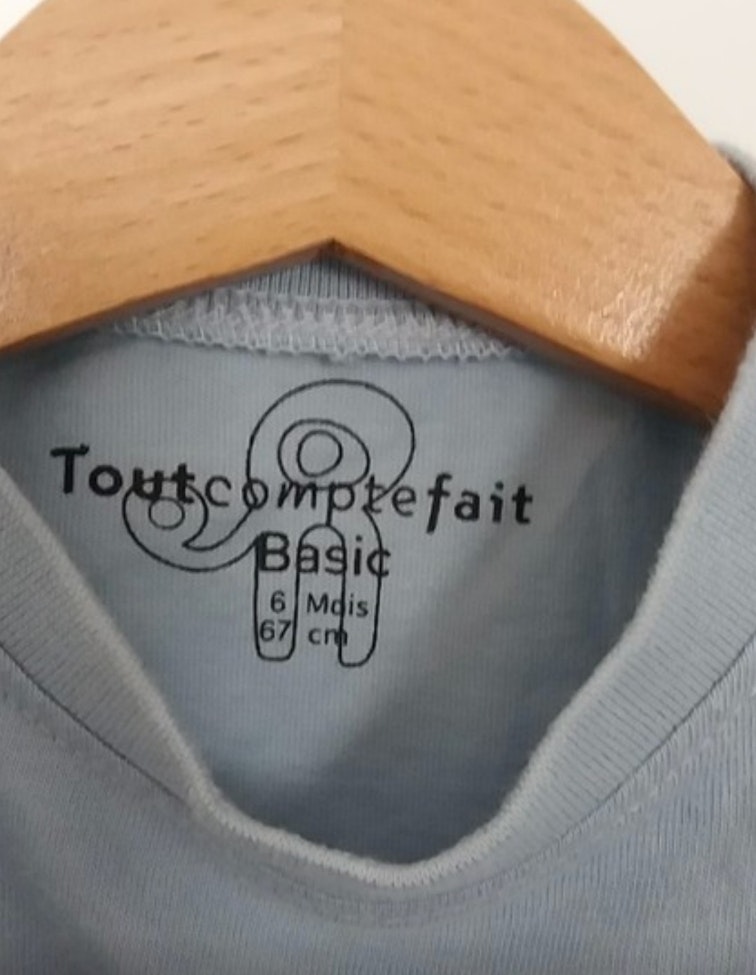 Toutcomptefait
Basic
6 Mois
67 cm